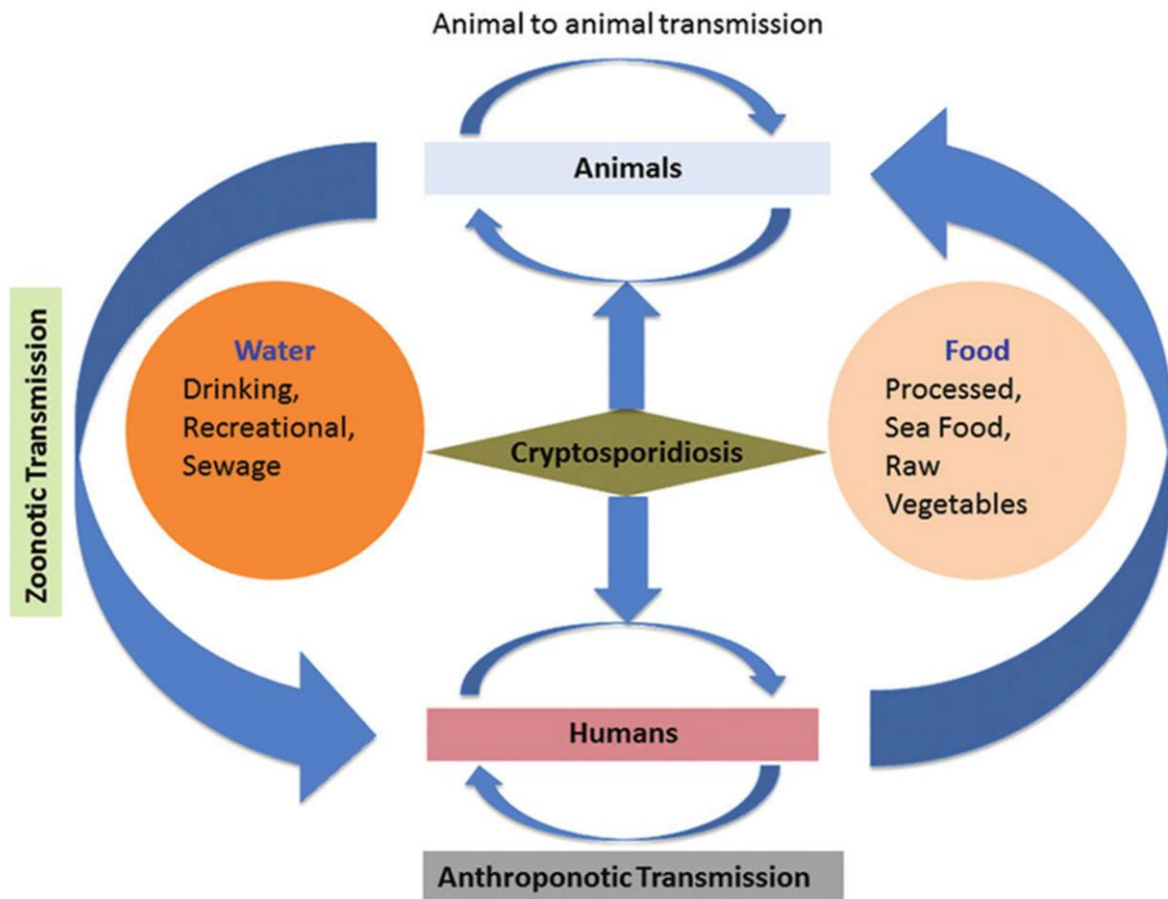 Animal to animal transmission
Animals
Zoonotic Transmission
Water
Drinking,
Recreational,
Sewage
Cryptosporidiosis
Food
Processed,
Sea Food,
Raw
Vegetables
Humans
Anthroponotic Transmission